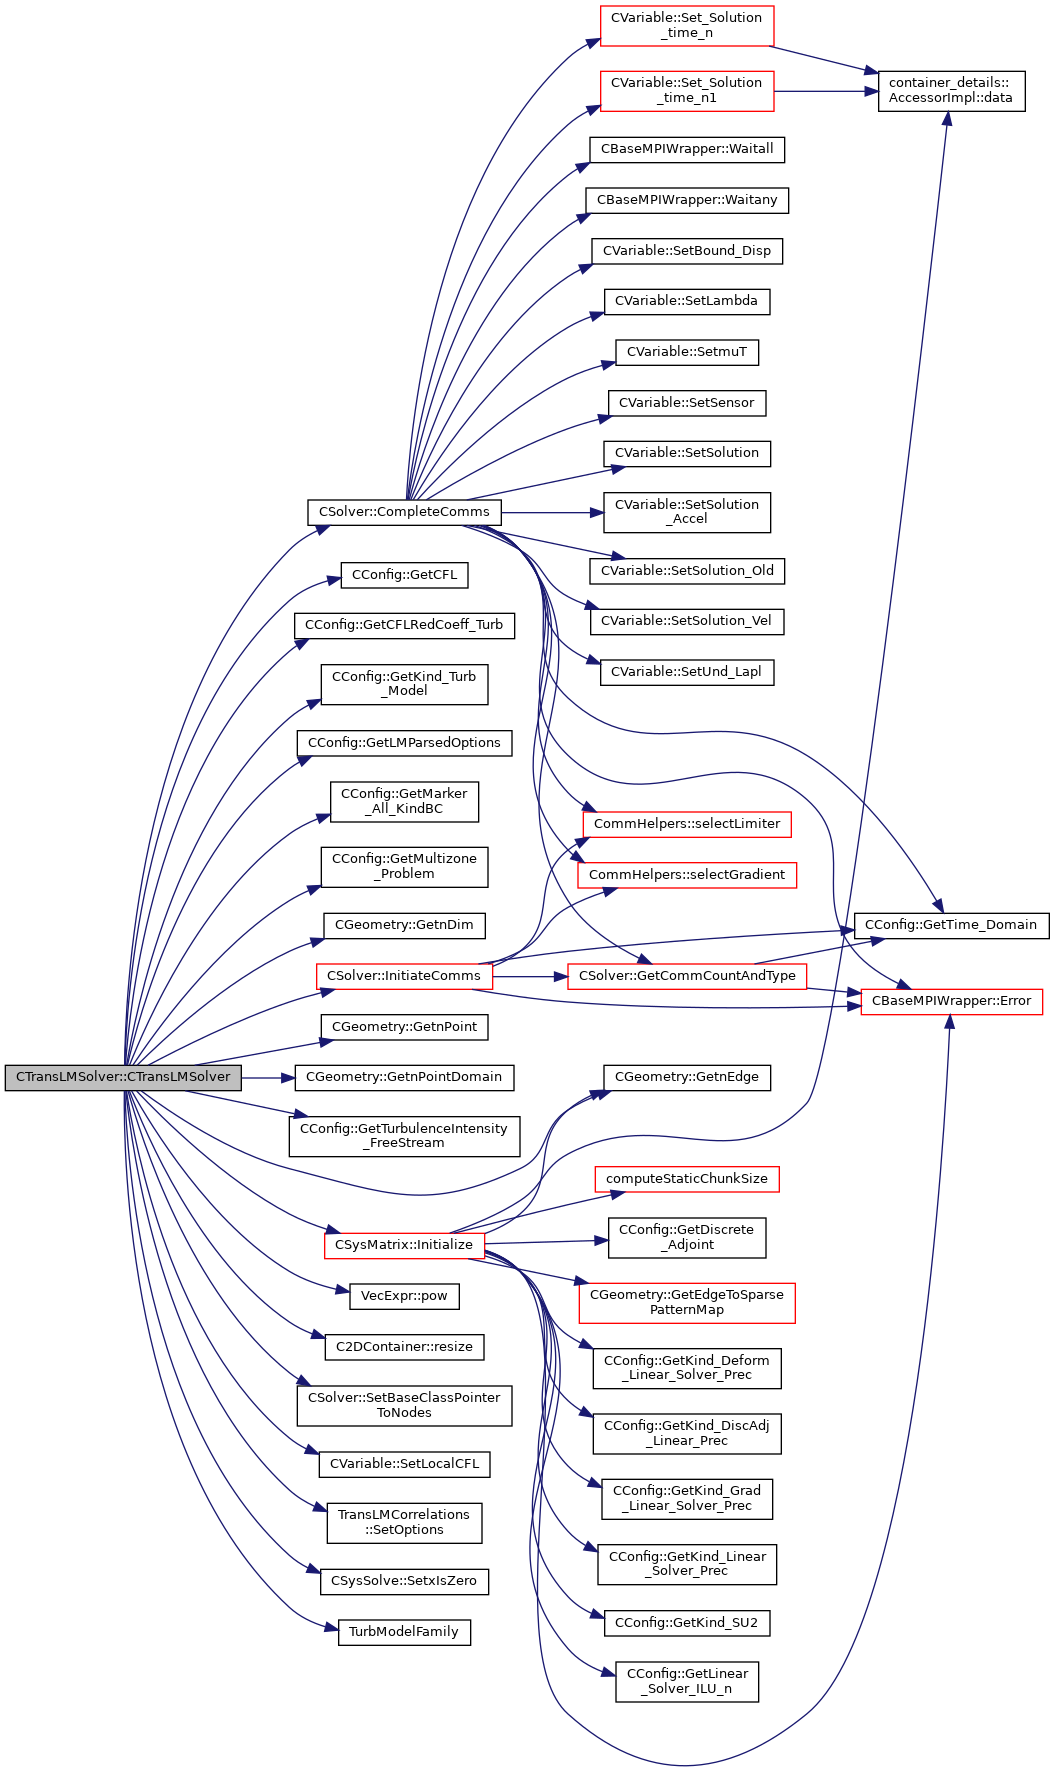 CVariable::Set_Solution
_time_n
CVariable::Set_Solution
_time_n1
container_details::
AccessorImpl::data
CBaseMPIWrapper::Waitall
CBaseMPIWrapper::Waitany
CVariable::SetBound_Disp
CVariable::SetLambda
CVariable::SetmuT
CVariable::SetSensor
CVariable::SetSolution
CSolver::CompleteComms
CVariable::SetSolution
_Accel
CVariable::SetSolution_Old
CConfig::GetCFL
CVariable::SetSolution_Vel
CConfig::GetCFLRedCoeff_Turb
CVariable::SetUnd_Lapl
CConfig::GetKind_Turb
_Model
CConfig::GetLMParsedOptions
CConfig::GetMarker
_All_KindBC
CommHelpers::selectLimiter
CConfig::GetMultizone
_Problem
CommHelpers::selectGradient
CGeometry::GetnDim
CConfig::GetTime_Domain
CSolver::InitiateComms
CSolver::GetCommCountAndType
CBaseMPIWrapper::Error
CGeometry::GetnPoint
CTransLMSolver::CTransLMSolver
CGeometry::GetnPointDomain
CGeometry::GetnEdge
CConfig::GetTurbulenceIntensity
_FreeStream
computeStaticChunkSize
CSysMatrix::Initialize
CConfig::GetDiscrete
_Adjoint
VecExpr::pow
CGeometry::GetEdgeToSparse
PatternMap
C2DContainer::resize
CConfig::GetKind_Deform
_Linear_Solver_Prec
CSolver::SetBaseClassPointer
ToNodes
CConfig::GetKind_DiscAdj
_Linear_Prec
CVariable::SetLocalCFL
CConfig::GetKind_Grad
_Linear_Solver_Prec
TransLMCorrelations
::SetOptions
CConfig::GetKind_Linear
_Solver_Prec
CSysSolve::SetxIsZero
CConfig::GetKind_SU2
TurbModelFamily
CConfig::GetLinear
_Solver_ILU_n